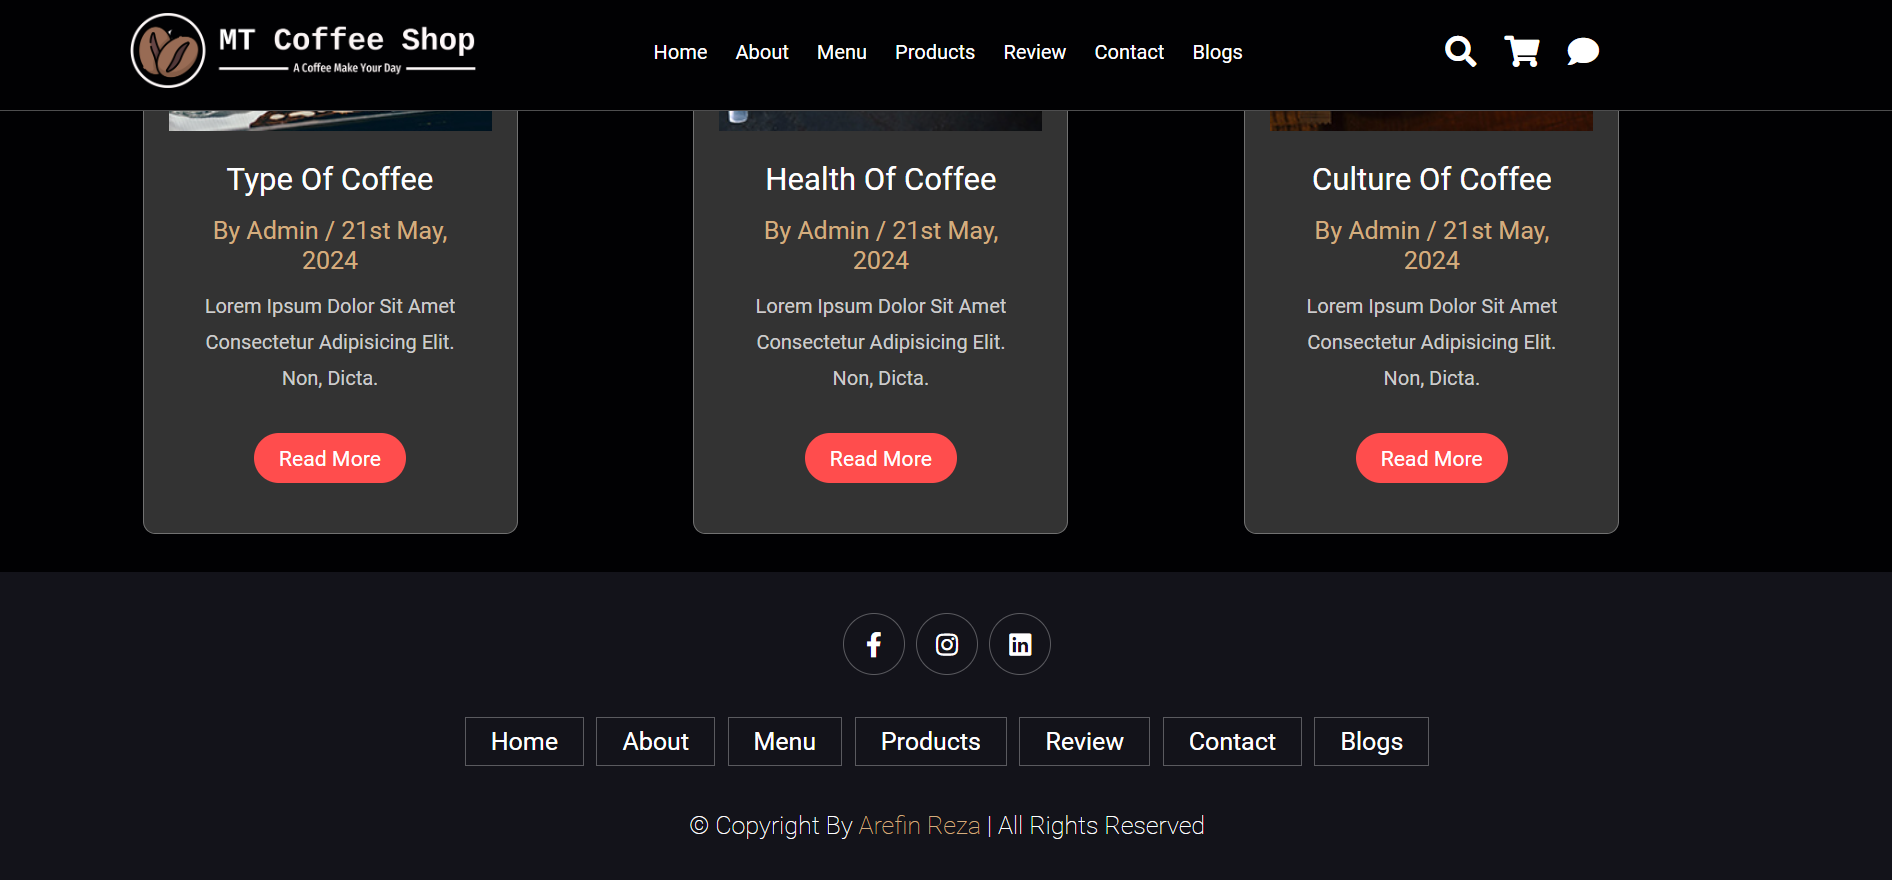 MT Coffee Shop
A Coffee Make Your Day
Home About Menu Products Review Contact Blogs
Type Of Coffee
By Admin / 21st May,
2024
Lorem Ipsum Dolor Sit Amet
Consectetur Adipisicing Elit.
Non, Dicta.
Read More
Health Of Coffee
By Admin / 21st May,
2024
Lorem Ipsum Dolor Sit Amet
Consectetur Adipisicing Elit.
Non, Dicta.
Read More
Culture Of Coffee
By Admin / 21st May,
2024
Lorem Ipsum Dolor Sit Amet
Consectetur Adipisicing Elit.
Non, Dicta.
Read More
Home About Menu Products Review Contact Blogs
© Copyright By Arefin Reza | All Rights Reserved